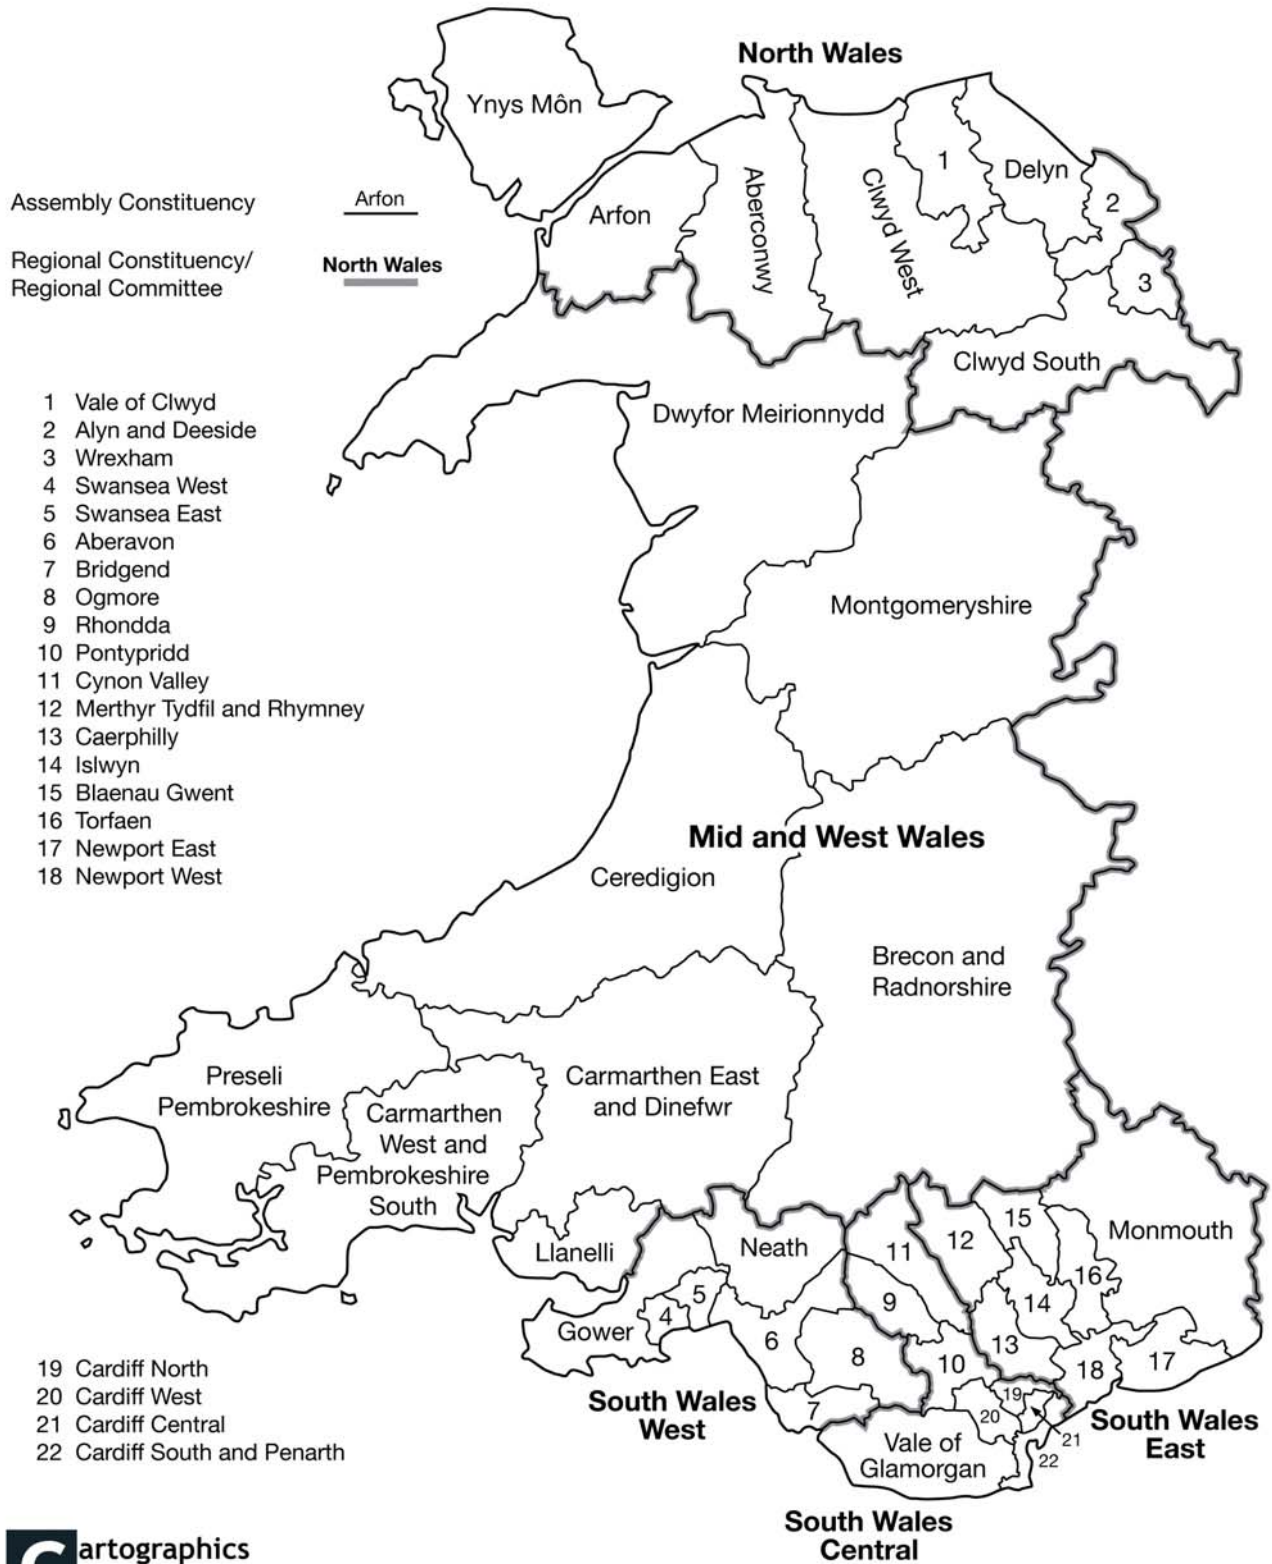 North Wales
Ynys Môn
Assembly Constituency
Arfon
Regional Constituency/
Regional Committee
North Wales
Arfon
Aberconwy
Clwyd West
1
Delyn
2
3
Clwyd South
Dwyfor Meirionnydd
Montgomeryshire
1 Vale of Clwyd
2 Alyn and Deeside
3 Wrexham
4 Swansea West
5 Swansea East
6 Aberavon
7 Bridgend
8 Ogmore
9 Rhondda
10 Pontypridd
11 Cynon Valley
12 Merthyr Tydfil and Rhymney
13 Caerphilly
14 Islwyn
15 Blaenau Gwent
16 Torfaen
17 Newport East
18 Newport West
Mid and West Wales
Ceredigion
Brecon and
Radnorshire
Preseli
Pembrokeshire
Carmarthen
West and
Pembrokeshire
South
Carmarthen East
and Dinefwr
Llanelli
Neath
Gower
4
5
6
7
8
9
10
11
12
13
14
15
16
Monmouth
17
18
19
20
21
22
South Wales
West
Vale of
Glamorgan
South Wales
East
South Wales
Central
19 Cardiff North
20 Cardiff West
21 Cardiff Central
22 Cardiff South and Penarth
Cartographics